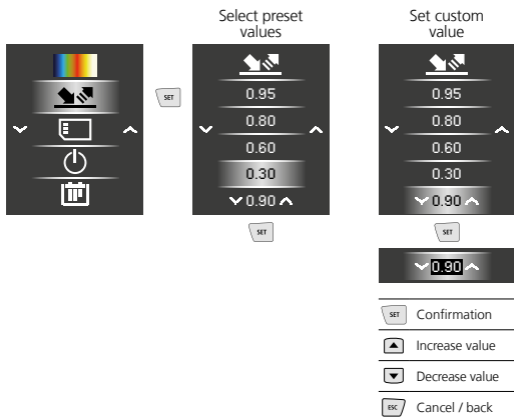 Select preset
values
Set custom
value
SET
0.95
0.80
0.60
0.30
0.90
SET
0.95
0.80
0.60
0.30
0.90
SET
0.90
SET Confirmation
Increase value
Decrease value
ESC Cancel / back